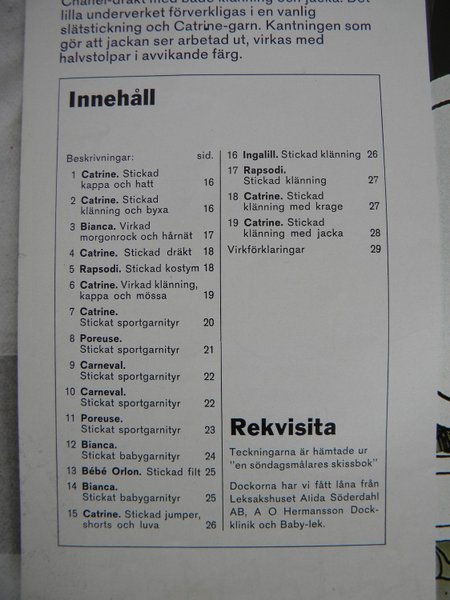 Chanel-dräkt med både klänning och jacka. Det
lilla underverket förverkligas i en vanlig
slätstickning och Catrine-garn. Kantningen som
gör att jackan ser arbetad ut, virkas med
halvstolpar i avvikande färg.
Innehåll
Beskrivningar: sid.
1 Catrine. Stickad
kappa och hatt 16
2 Catrine. Stickad
klänning och byxa 16
3 Bianca. Virkad
morgonrock och hårnät 17
4 Catrine. Stickad dräkt 18
5 Rapsodi. Stickad kostym 18
6 Catrine. Virkad klänning,
kappa och mössa 19
7 Catrine.
Stickat sportgarnityr 20
8 Poreuse.
Stickat sportgarnityr 21
9 Carneval.
Stickat sportgarnityr 22
10 Carneval.
Stickat sportgarnityr 22
11 Poreuse.
Stickat sportgarnityr 23
12 Bianca.
Stickat babygarnityr 24
13 Bébé Orlon. Stickad filt 25
14 Bianca.
Stickat babygarnityr 25
15 Catrine. Stickad jumper,
shorts och luva 26
16 Ingalill. Stickad klänning 26
17 Rapsodi.
Stickad klänning 27
18 Catrine. Stickad
klänning med krage 27
19 Catrine. Stickad
klänning med jacka 28
Virkförklaringar 29
Rekvisita
Teckningarna är hämtade ur
"en söndagsmålares skissbok"
Dockorna har vi fått låna från
Leksakshuset Alida Söderdahl
AB, A O Hermansson Dock-
klinik och Baby-lek.